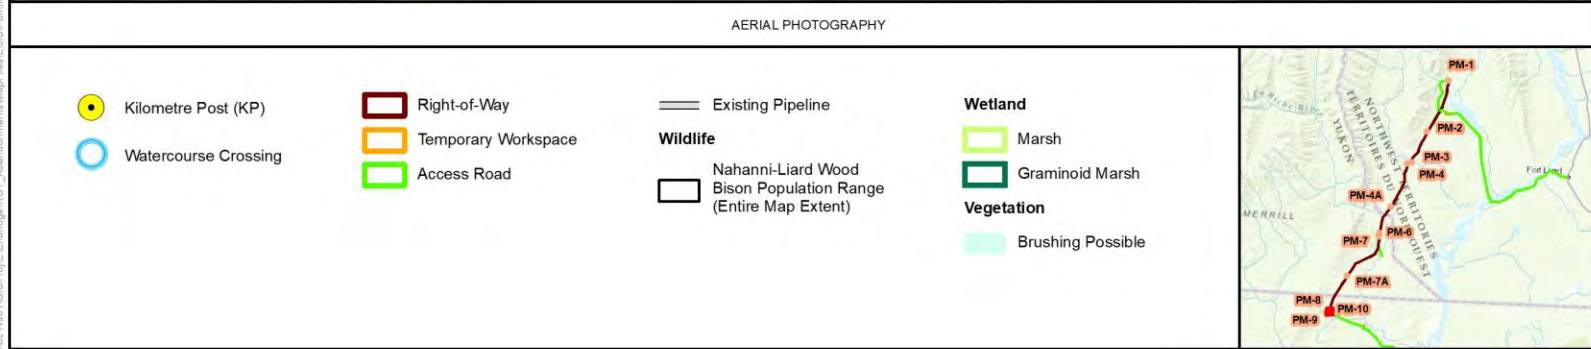 AERIAL PHOTOGRAPHY
Kilometre Post (KP)
Watercourse Crossing
Right-of-Way
Temporary Workspace
Access Road
Existing Pipeline
Wildlife
Nahanni-Liard Wood
Bison Population Range
(Entire Map Extent)
Wetland
Marsh
Graminoid Marsh
Vegetation
Brushing Possible
PM-1
PM-2
PM-3
PM-4
PM-4A
PM-6
PM-7
PM-7A
PM-8
PM-10
PM-9
YUKON
NORTHWEST TERRITORIES
TERRITOIRES DU NORD-OUEST
MERRILL
Fort Liard